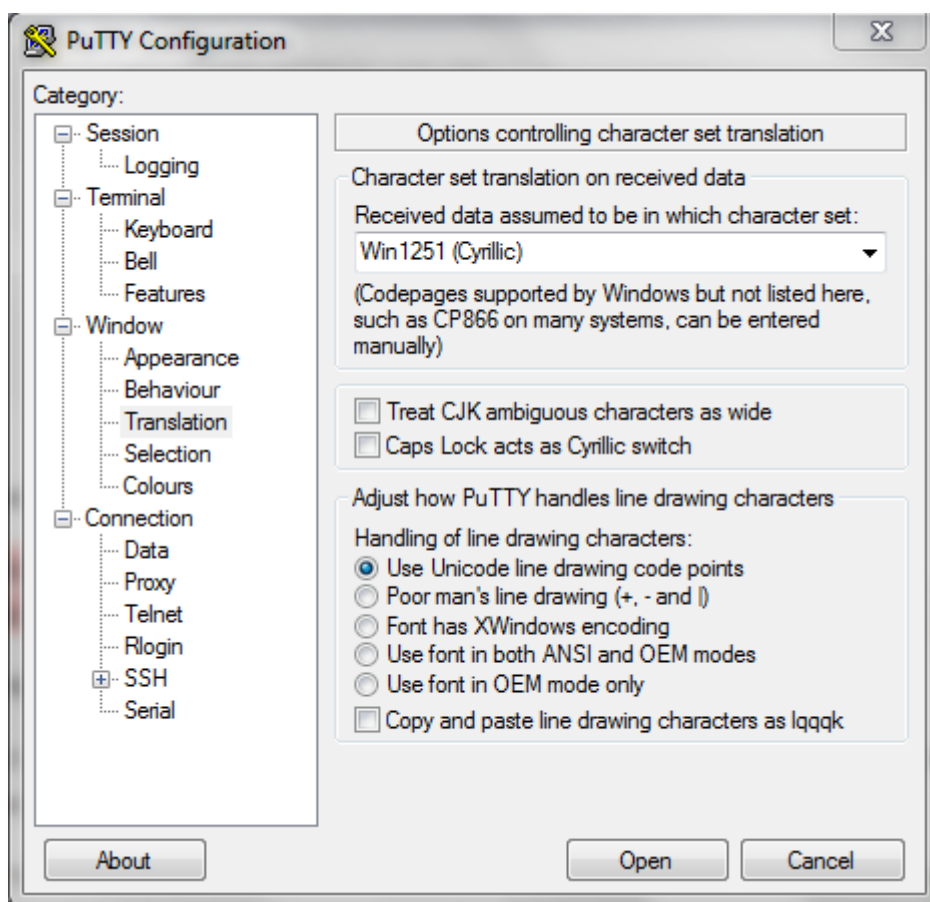 PuTTY Configuration
Category:
Session
Logging
Terminal
Keyboard
Bell
Features
Window
Appearance
Behaviour
Translation
Selection
Colours
Connection
Data
Proxy
Telnet
Rlogin
SSH
Serial
Options controlling character set translation
Character set translation on received data
Received data assumed to be in which character set:
Win1251 (Cyrillic)
(Codepages supported by Windows but not listed here,
such as CP866 on many systems, can be entered
manually)
Treat CJK ambiguous characters as wide
Caps Lock acts as Cyrillic switch
Adjust how PuTTY handles line drawing characters
Handling of line drawing characters:
Use Unicode line drawing code points
Poor man's line drawing (+, - and |)
Font has XWindows encoding
Use font in both ANSI and OEM modes
Use font in OEM mode only
Copy and paste line drawing characters as lqqqk
About
Open
Cancel